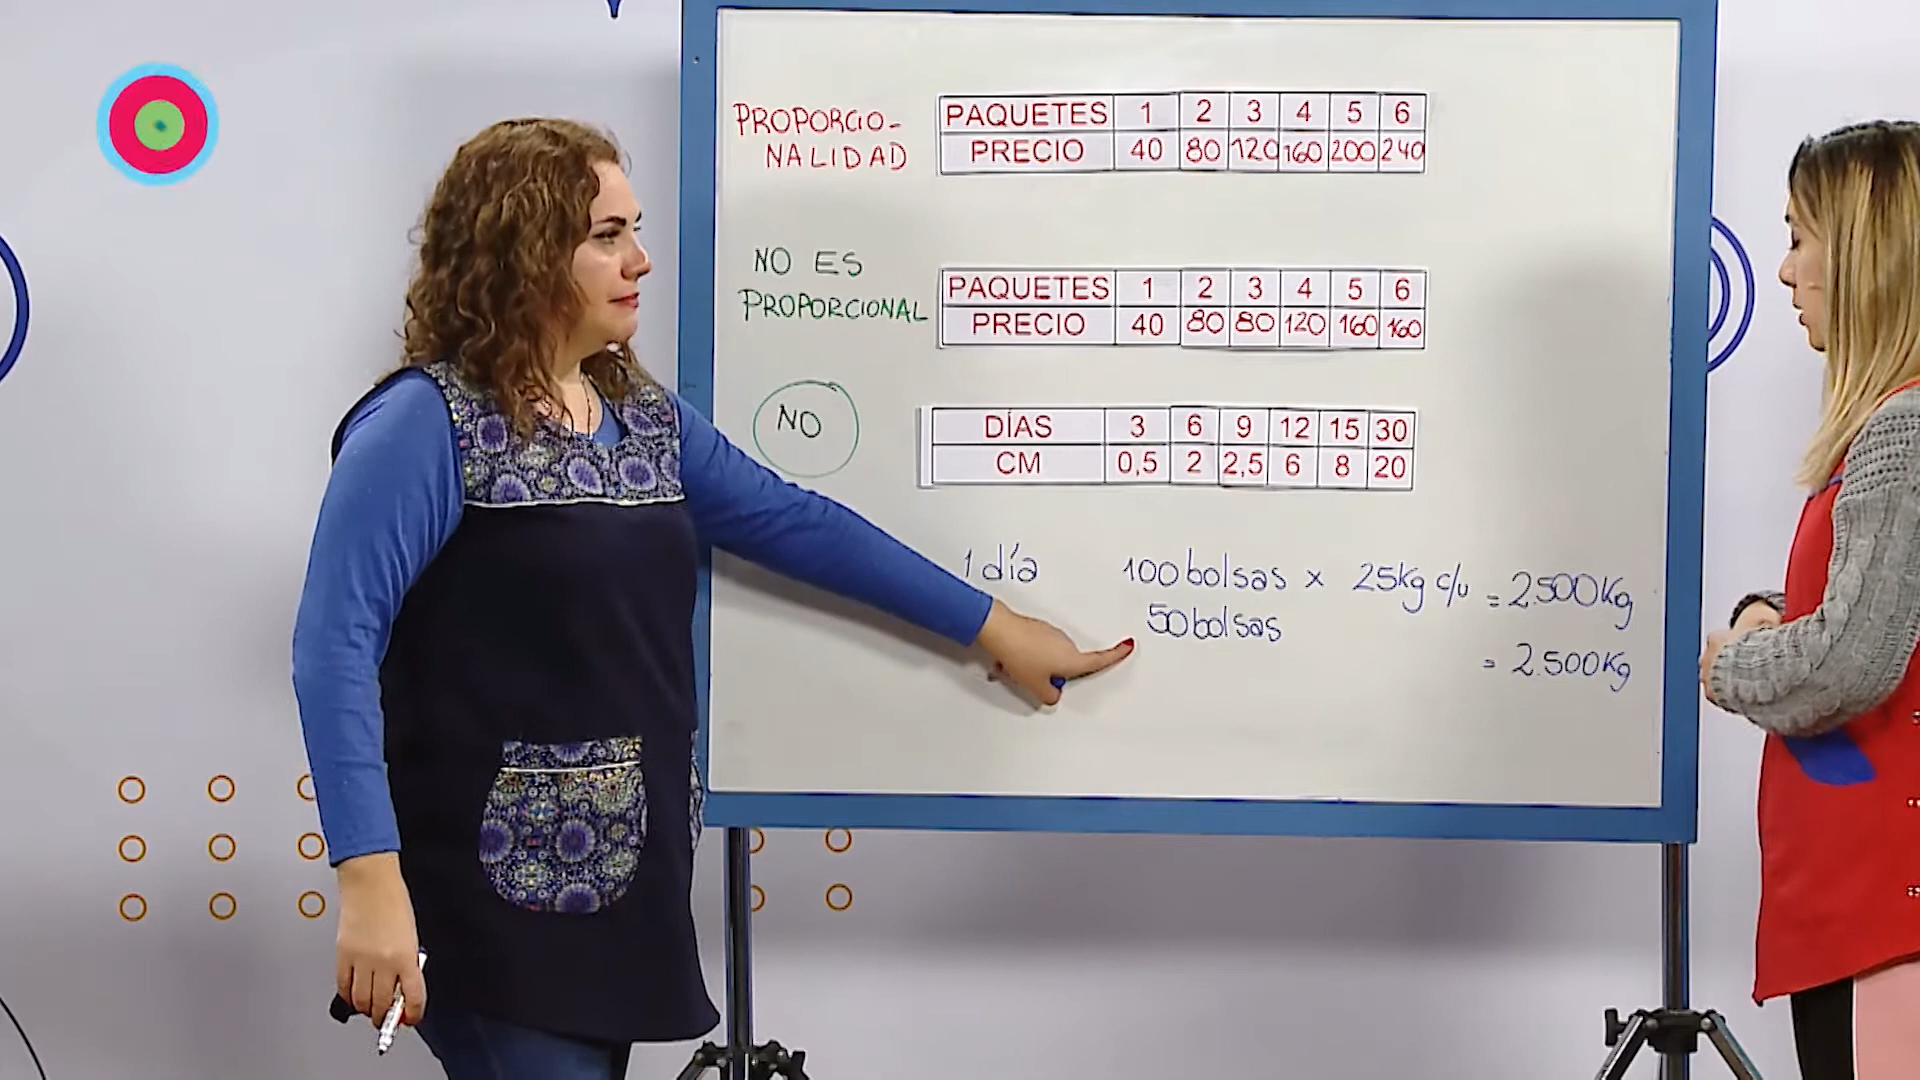 PROPORCIO-
NALIDAD
PAQUETES 1 2 3 4 5 6
PRECIO 40 80 120 160 200 240
NO ES
PROPORCIONAL
PAQUETES 1 2 3 4 5 6
PRECIO 40 80 80 120 160 160
NO
DÍAS 3 6 9 12 15 30
CM 0,5 2 2,5 6 8 20
1 día 100 bolsas x 25kg c/u = 2.500Kg
50 bolsas
= 2.500Kg